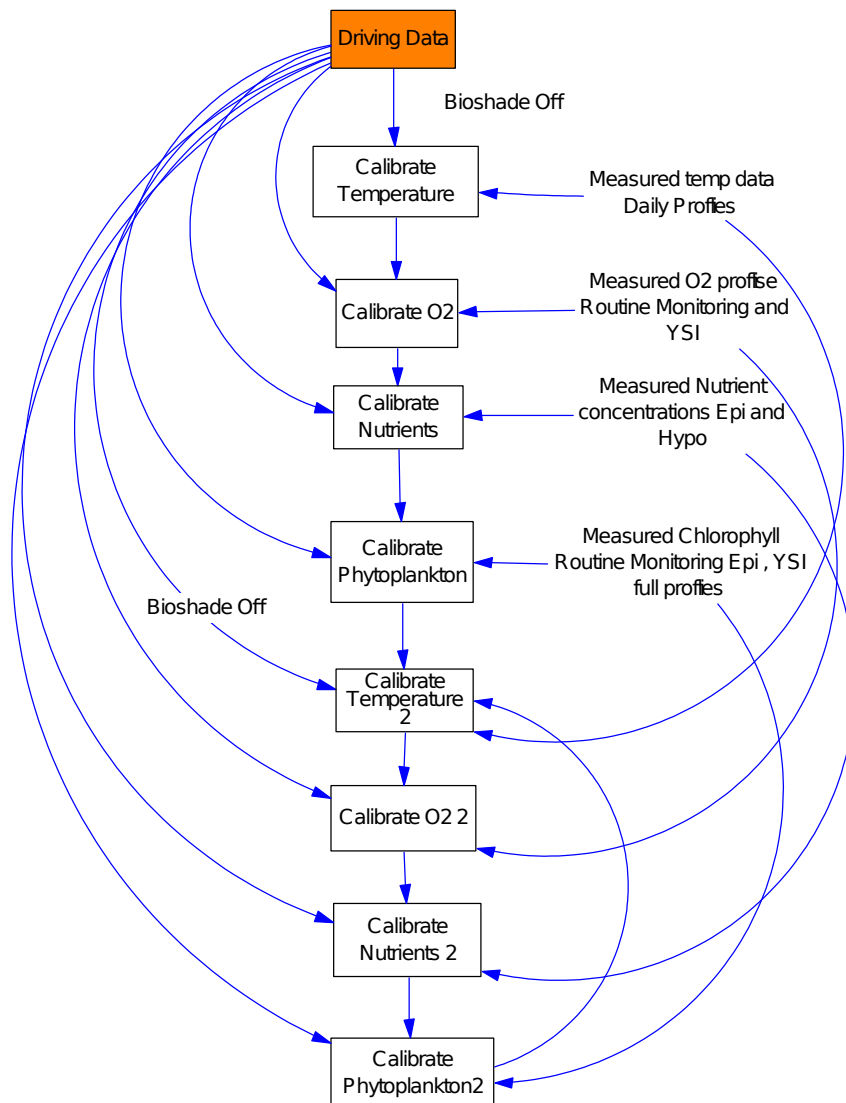 Driving Data
Bioshade Off
Calibrate
Temperature
Measured temp data
Daily Profiles
Calibrate O2
Measured O2 profise
Routine Monitoring and
YSI
Calibrate
Nutrients
Measured Nutrient
concentrations Epi and
Hypo
Calibrate
Phytoplankton
Measured Chlorophyll
Routine Monitoring Epi , YSI
full profiles
Bioshade Off
Calibrate
Temperature
2
Calibrate O2 2
Calibrate
Nutrients 2
Calibrate
Phytoplankton2